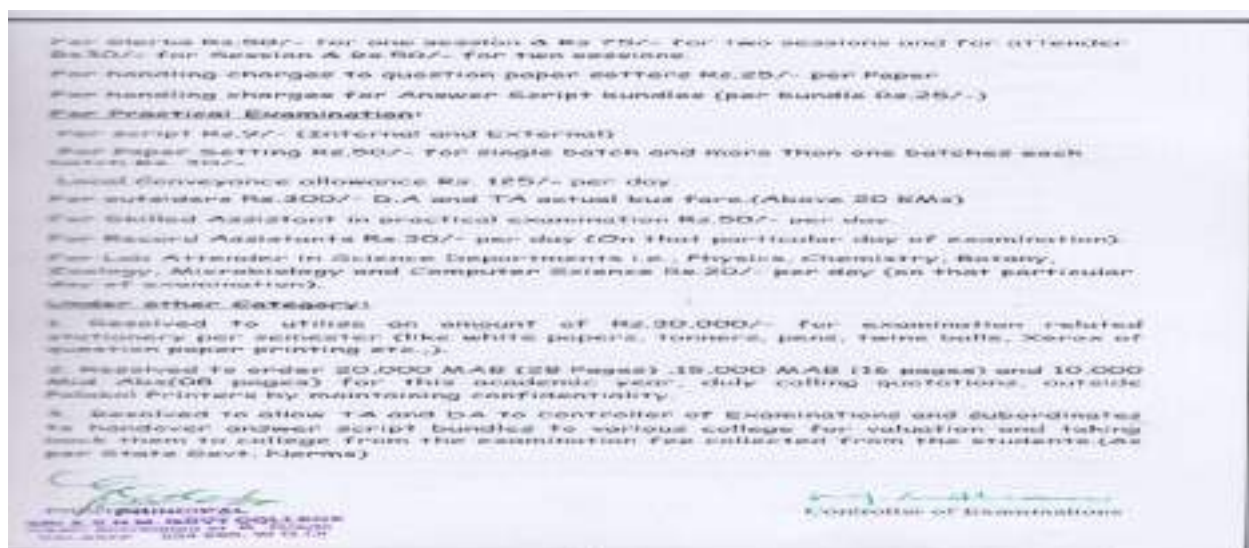 For Clerks Rs.50/- for one session & Rs 75/- for two sessions and for attender
Rs30/- for Session & Rs 50/- for two sessions.
For handling charges to question paper setters Rs.25/- per Paper
For handling charges for Answer Script bundles (per bundle Rs.25/-)
For Practical Examination:
Per script Rs.9/- (Internal and External)
For Paper Setting Rs.50/- for single batch and more than one batches each
batch Rs. 30/-
Local Conveyance allowance Rs. 125/- per day.
For outsiders Rs.300/- D.A and TA actual bus fare.(Above 20 KMs)
For Skilled Assistant in practical examination Rs.50/- per day
For Record Assistants Rs 30/- per day (On that particular day of examination).
For Lab Attender in Science Departments i.e., Physics, Chemistry, Botany,
Zoology, Microbiology and Computer Science Rs.20/- per day (on that particular
day of examination).
Under other Category:
1. Resolved to utilize an amount of Rs.30,000/- for examination related
stationery per semester (like white papers, tonners, pens, twine balls, Xerox of
question paper printing etc.,).
2. Resolved to order 20,000 MAB (28 Pages) ,15,000 MAB (16 pages) and 10,000
Mid Abs(08 pages) for this academic year, duly calling quotations, outside
Palakol Printers by maintaining confidentiality.
3. Resolved to allow TA and DA to Controller of Examinations and Subordinates
to handover answer script bundles to various college for valuation and taking
back them to college from the examination fee collected from the students.(As
per State Govt. Norms)
PRINCIPAL
GOVT COLLEGE
Controller of Examinations